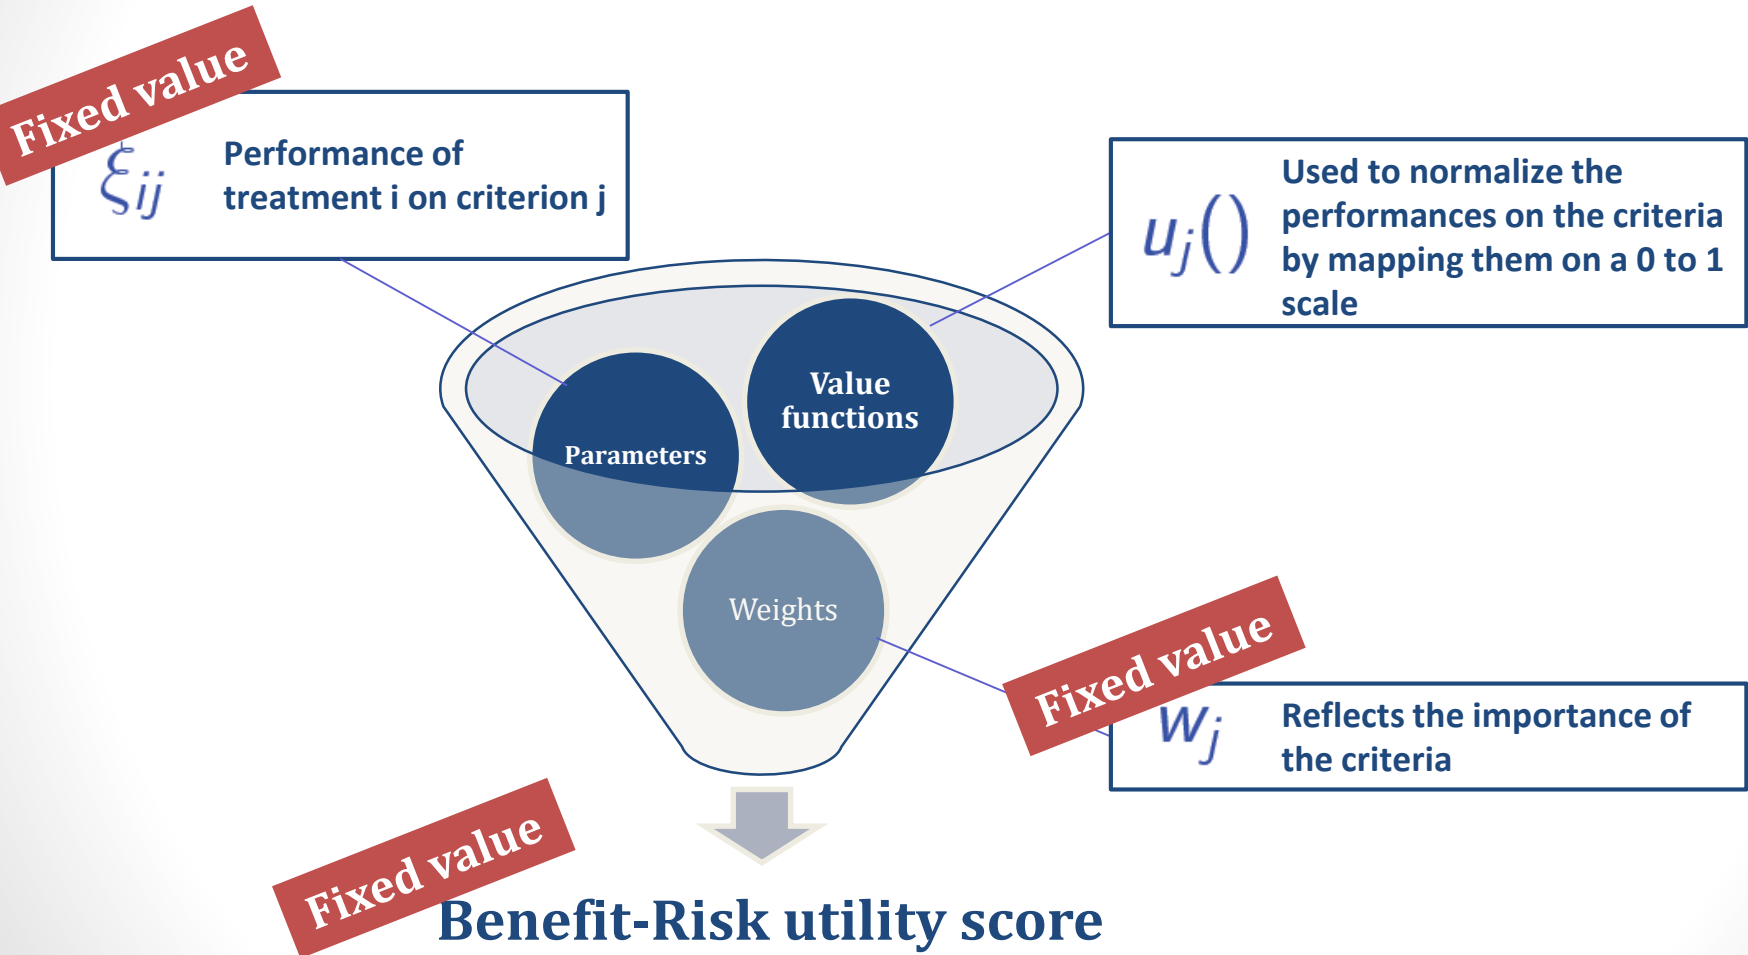 Fixed value
ξij
Performance of
treatment i on criterion j
uj()
Used to normalize the
performances on the criteria
by mapping them on a 0 to 1
scale
Value
functions
Parameters
Weights
Fixed value
wj
Reflects the importance of
the criteria
Fixed value
Benefit-Risk utility score